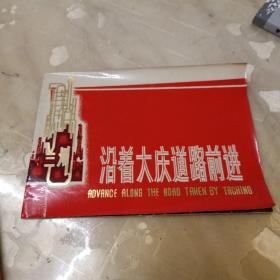 沿着大庆道路前进
ADVANCE ALONG THE ROAD TAKEN BY TACHING